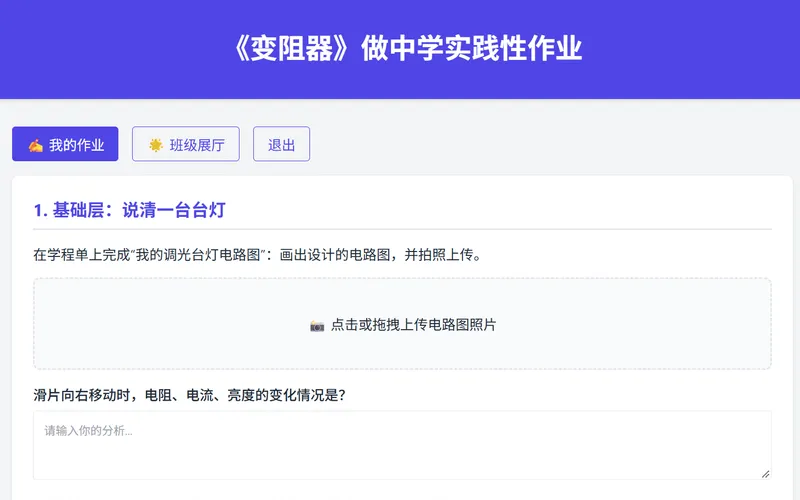 《变阻器》做中学实践性作业
✍️ 我的作业
🌟 班级展厅
退出
1. 基础层：说清一台台灯
在学程单上完成“我的调光台灯电路图”：画出设计的电路图，并拍照上传。
📷 点击或拖拽上传电路图照片
滑片向右移动时，电阻、电流、亮度的变化情况是？
请输入你的分析...